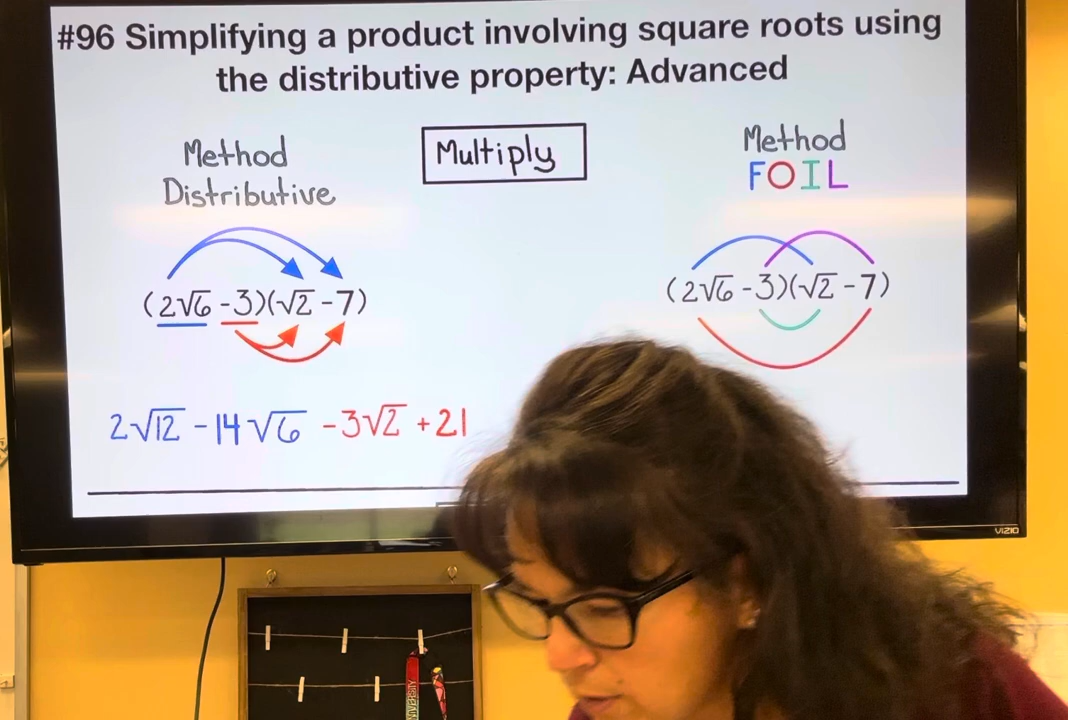 #96 Simplifying a product involving square roots using
the distributive property: Advanced
Method
Distributive
Multiply
Method
FOIL
(2√6 -3)(√2 -7)
(2√6 -3)(√2 -7)
2√12 -14√6 -3√2 +21
VIZIO